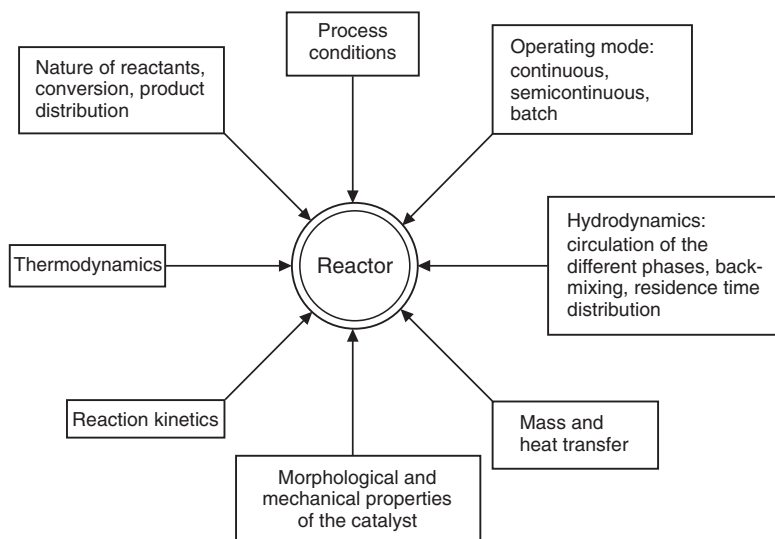 Process
conditions
Operating mode:
continuous,
semicontinuous,
batch
Nature of reactants,
conversion, product
distribution
Hydrodynamics:
circulation of the
different phases, back-
mixing, residence time
distribution
Thermodynamics
Reactor
Reaction kinetics
Mass and
heat transfer
Morphological and
mechanical properties
of the catalyst